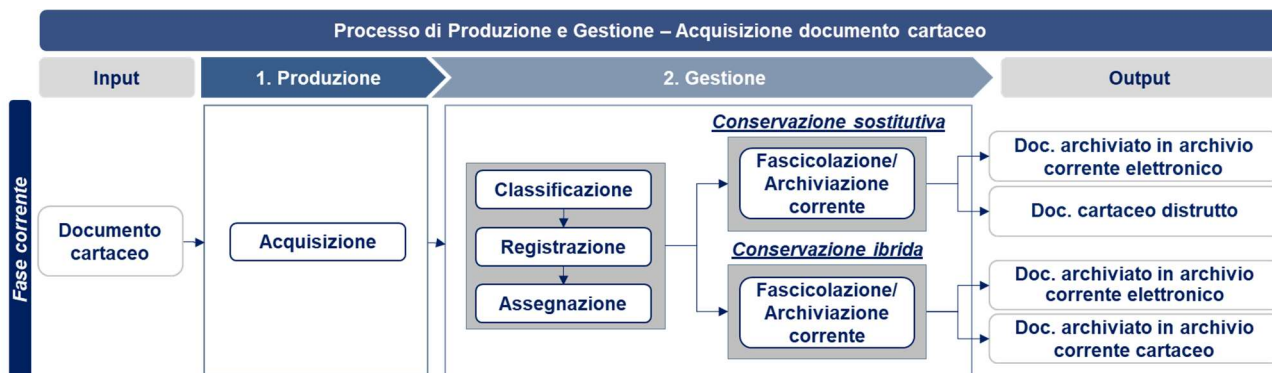 Processo di Produzione e Gestione – Acquisizione documento cartaceo
Input
1. Produzione
2. Gestione
Output
Fase corrente
Documento
cartaceo
Acquisizione
Classificazione
Registrazione
Assegnazione
Conservazione sostitutiva
Fascicolazione/
Archiviazione
corrente
Conservazione ibrida
Fascicolazione/
Archiviazione
corrente
Doc. archiviato in archivio
corrente elettronico
Doc. cartaceo distrutto
Doc. archiviato in archivio
corrente elettronico
Doc. archiviato in archivio
corrente cartaceo